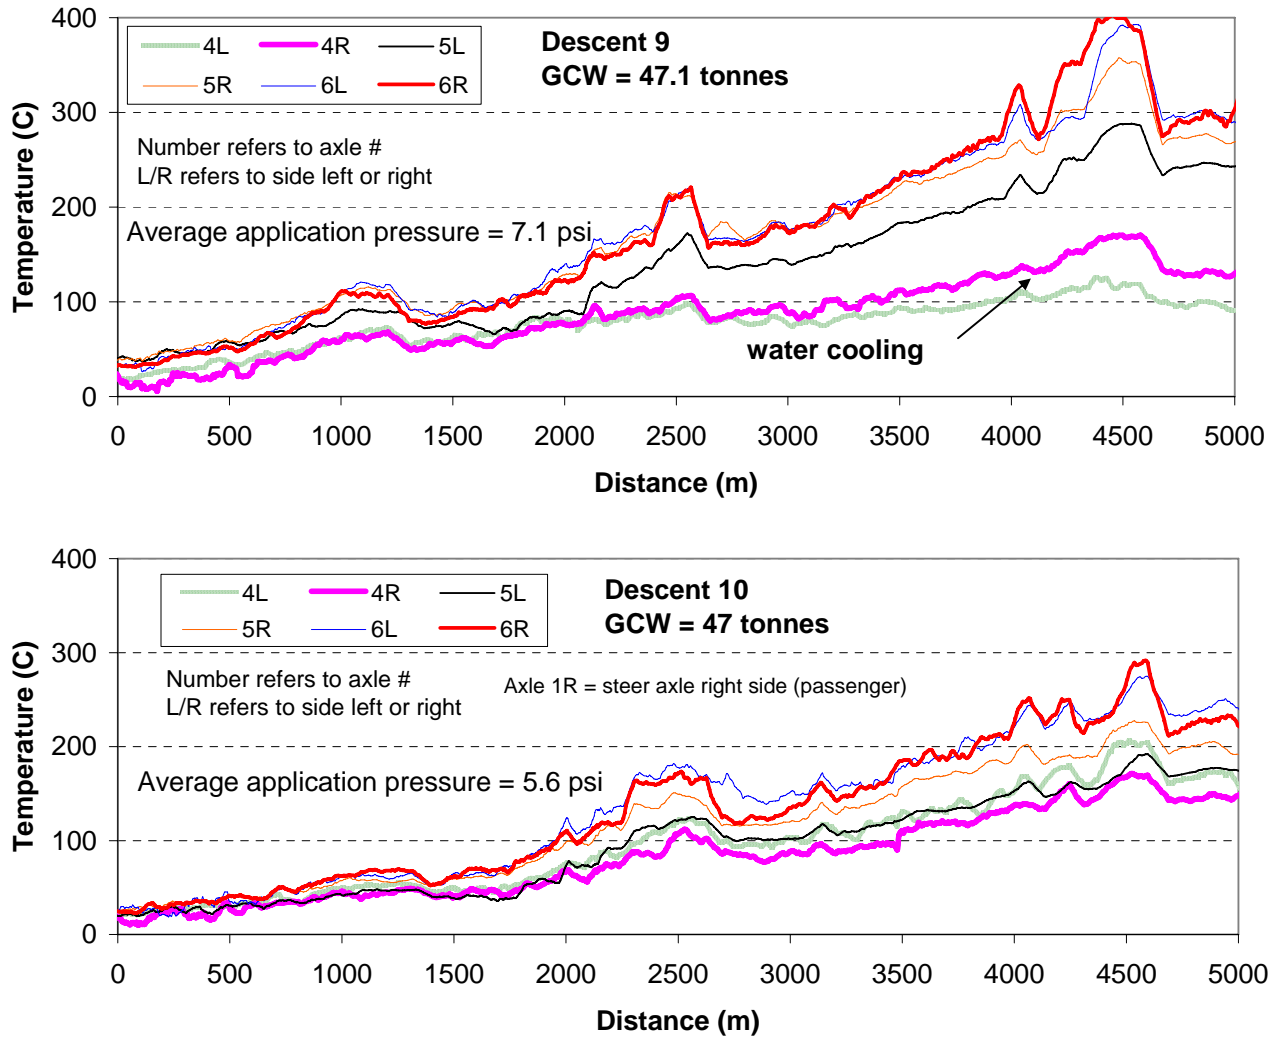 400
300
200
100
0
Temperature (C)
4L 4R 5L
5R 6L 6R
Descent 9
GCW = 47.1 tonnes
Number refers to axle #
L/R refers to side left or right
Average application pressure = 7.1 psi
water cooling
0 500 1000 1500 2000 2500 3000 3500 4000 4500 5000
Distance (m)
400
300
200
100
0
Temperature (C)
4L 4R 5L
5R 6L 6R
Descent 10
GCW = 47 tonnes
Number refers to axle #
L/R refers to side left or right
Axle 1R = steer axle right side (passenger)
Average application pressure = 5.6 psi
0 500 1000 1500 2000 2500 3000 3500 4000 4500 5000
Distance (m)